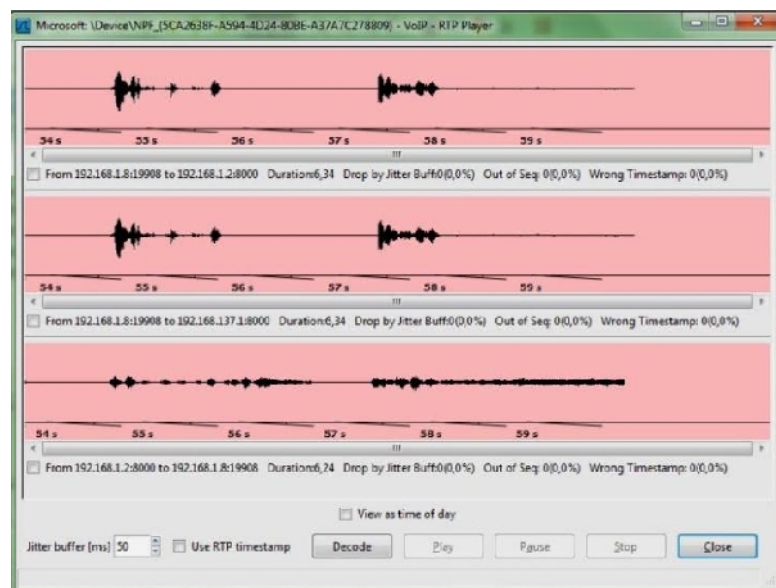 Microsoft: \Device\NPF_{5CA2638F-A594-4D24-808E-A37A7C278809} - VoIP - RTP Player
54 s 55 s 56 s 57 s 58 s 59 s
From 192.168.1.8:19908 to 192.168.1.2:8000 Duration:6,34 Drop by Jitter Buff:0(0,0%) Out of Seq: 0(0,0%) Wrong Timestamp: 0(0,0%)
54 s 55 s 56 s 57 s 58 s 59 s
From 192.168.1.8:19908 to 192.168.137.1:8000 Duration:6,34 Drop by Jitter Buff:0(0,0%) Out of Seq: 0(0,0%) Wrong Timestamp: 0(0,0%)
54 s 55 s 56 s 57 s 58 s 59 s
From 192.168.1.2:8000 to 192.168.1.8:19908 Duration:6,24 Drop by Jitter Buff:0(0,0%) Out of Seq: 0(0,0%) Wrong Timestamp: 0(0,0%)
View as time of day
Jitter buffer [ms] 50 Use RTP timestamp Decode Play Pause Stop Close